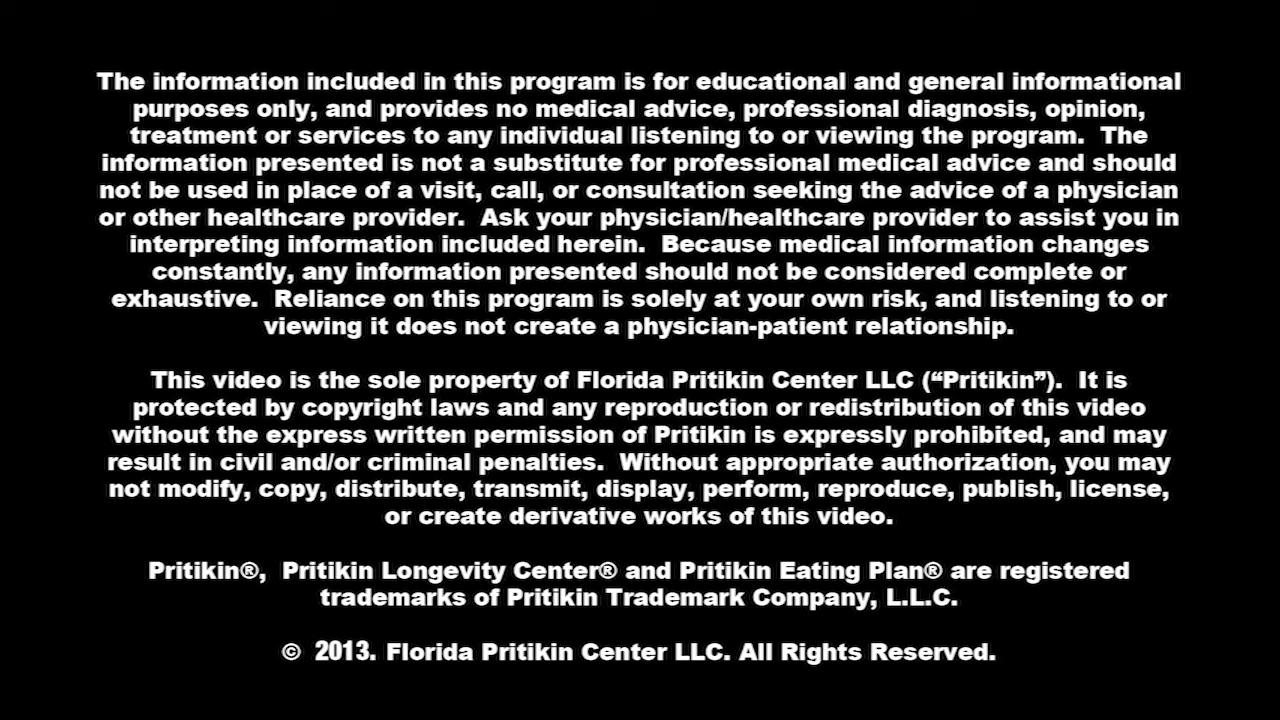 The information included in this program is for educational and general informational
purposes only, and provides no medical advice, professional diagnosis, opinion,
treatment or services to any individual listening to or viewing the program.  The
information presented is not a substitute for professional medical advice and should
not be used in place of a visit, call, or consultation seeking the advice of a physician
or other healthcare provider.  Ask your physician/healthcare provider to assist you in
interpreting information included herein.  Because medical information changes
constantly, any information presented should not be considered complete or
exhaustive.  Reliance on this program is solely at your own risk, and listening to or
viewing it does not create a physician-patient relationship.
This video is the sole property of Florida Pritikin Center LLC (“Pritikin”).  It is
protected by copyright laws and any reproduction or redistribution of this video
without the express written permission of Pritikin is expressly prohibited, and may
result in civil and/or criminal penalties.  Without appropriate authorization, you may
not modify, copy, distribute, transmit, display, perform, reproduce, publish, license,
or create derivative works of this video.
Pritikin®,  Pritikin Longevity Center® and Pritikin Eating Plan® are registered
trademarks of Pritikin Trademark Company, L.L.C.
©  2013. Florida Pritikin Center LLC. All Rights Reserved.